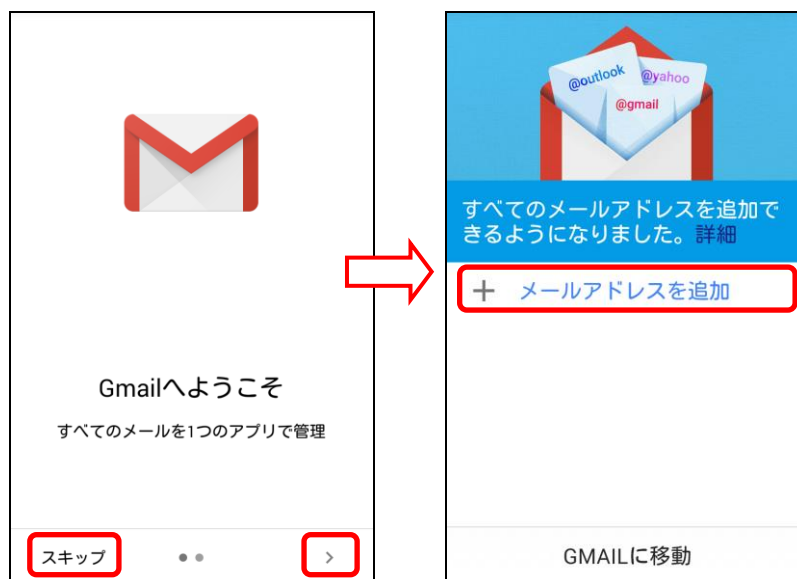 Gmailへようこそ
すべてのメールを1つのアプリで管理
スキップ
>
@outlook
@yahoo
@gmail
すべてのメールアドレスを追加で
きるようになりました。詳細
+ メールアドレスを追加
GMAILに移動